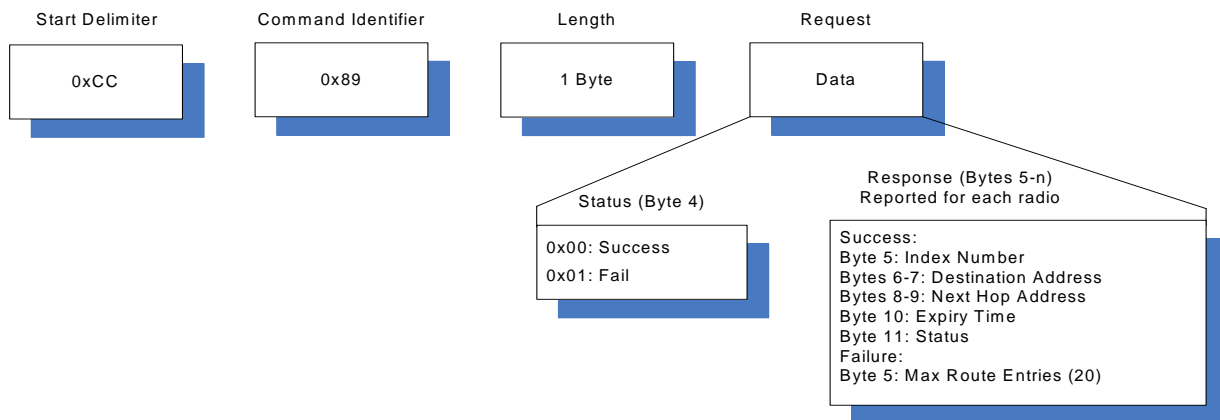 Start Delimiter
Command Identifier
Length
Request
0xCC
0x89
1 Byte
Data
Status (Byte 4)
0x00: Success
0x01: Fail
Response (Bytes 5-n)
Reported for each radio
Success:
Byte 5: Index Number
Bytes 6-7: Destination Address
Bytes 8-9: Next Hop Address
Byte 10: Expiry Time
Byte 11: Status
Failure:
Byte 5: Max Route Entries (20)